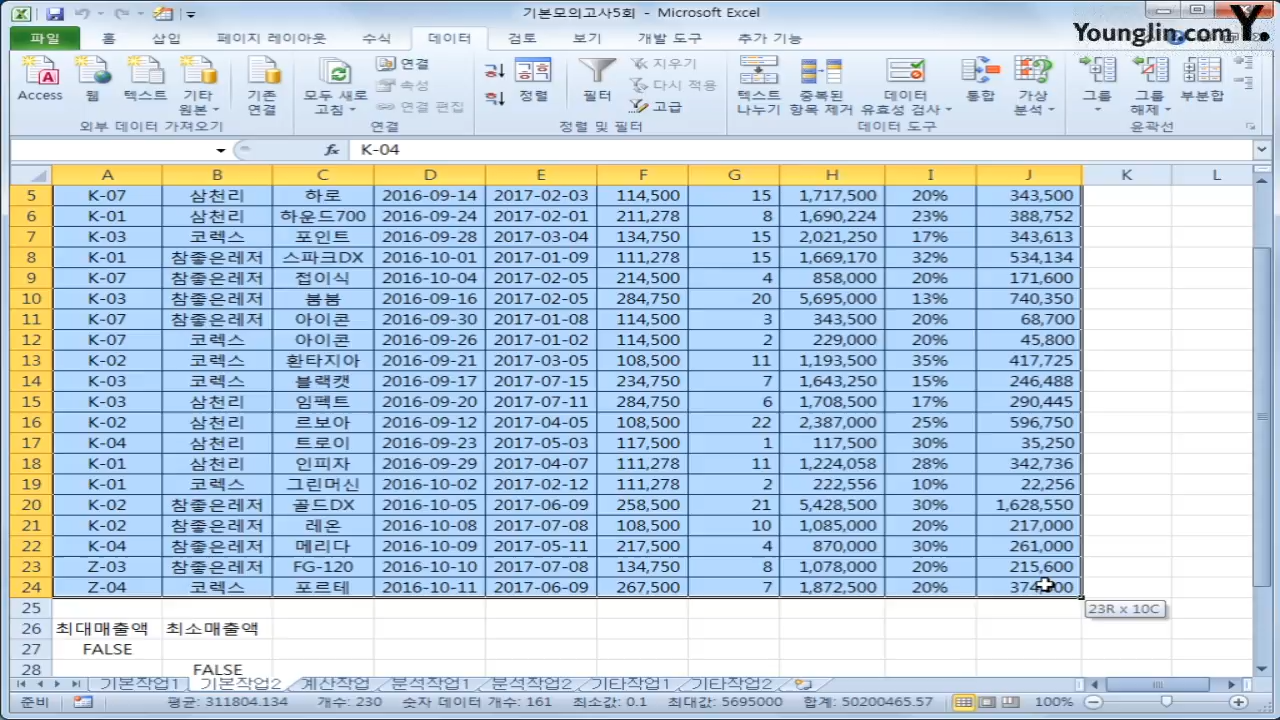 기본모의고사5회 - Microsoft Excel
Younglin.com Y.
파일 홈 삽입 페이지 레이아웃 수식 데이터 검토 보기 개발 도구 추가 기능
Access 웹 텍스트 기타 원본 기존 연결 모두 새로 고침 연결 속성 연결 편집 정렬 필터 지우기 다시 적용 고급 텍스트 나누기 중복된 항목 제거 데이터 유효성 검사 통합 가상 분석 그룹 그룹 해제 부분합
외부 데이터 가져오기 연결 정렬 및 필터 데이터 도구 윤곽선
fx K-04
A B C D E F G H I J K L
5 K-07 삼천리 하로 2016-09-14 2017-02-03 114,500 15 1,717,500 20% 343,500
6 K-01 삼천리 하운드700 2016-09-24 2017-02-01 211,278 8 1,690,224 23% 388,752
7 K-03 코렉스 포인트 2016-09-28 2017-03-04 134,750 15 2,021,250 17% 343,613
8 K-01 참좋은레저 스파크DX 2016-10-01 2017-01-09 111,278 15 1,669,170 32% 534,134
9 K-07 참좋은레저 접이식 2016-10-04 2017-02-05 214,500 4 858,000 20% 171,600
10 K-03 참좋은레저 붐붐 2016-09-16 2017-02-05 284,750 20 5,695,000 13% 740,350
11 K-07 참좋은레저 아이콘 2016-09-30 2017-01-08 114,500 3 343,500 20% 68,700
12 K-07 코렉스 아이콘 2016-09-26 2017-01-02 114,500 2 229,000 20% 45,800
13 K-02 코렉스 환타지아 2016-09-21 2017-03-05 108,500 11 1,193,500 35% 417,725
14 K-03 코렉스 블랙캣 2016-09-17 2017-07-15 234,750 7 1,643,250 15% 246,488
15 K-03 삼천리 임펙트 2016-09-20 2017-07-11 284,750 6 1,708,500 17% 290,445
16 K-02 삼천리 르보아 2016-09-12 2017-04-05 108,500 22 2,387,000 25% 596,750
17 K-04 삼천리 트로이 2016-09-23 2017-05-03 117,500 1 117,500 30% 35,250
18 K-01 삼천리 인피자 2016-09-29 2017-04-07 111,278 11 1,224,058 28% 342,736
19 K-01 코렉스 그린머신 2016-10-02 2017-02-12 111,278 2 222,556 10% 22,256
20 K-02 참좋은레저 골드DX 2016-10-05 2017-06-09 258,500 21 5,428,500 30% 1,628,550
21 K-02 참좋은레저 레온 2016-10-08 2017-07-08 108,500 10 1,085,000 20% 217,000
22 K-04 참좋은레저 메리다 2016-10-09 2017-05-11 217,500 4 870,000 30% 261,000
23 Z-03 참좋은레저 FG-120 2016-10-10 2017-07-08 134,750 8 1,078,000 20% 215,600
24 Z-04 코렉스 포르테 2016-10-11 2017-06-09 267,500 7 1,872,500 20%
25 23R x 10C
26 최대매출액 최소매출액
27 FALSE
28 FALSE
기본작업1 기본작업2 계산작업 분석작업1 분석작업2 기타작업1 기타작업2
준비 평균: 311804.134 개수: 230 숫자 데이터 개수: 161 최소값: 0.1 최대값: 5695000 합계: 50200465.57 100%